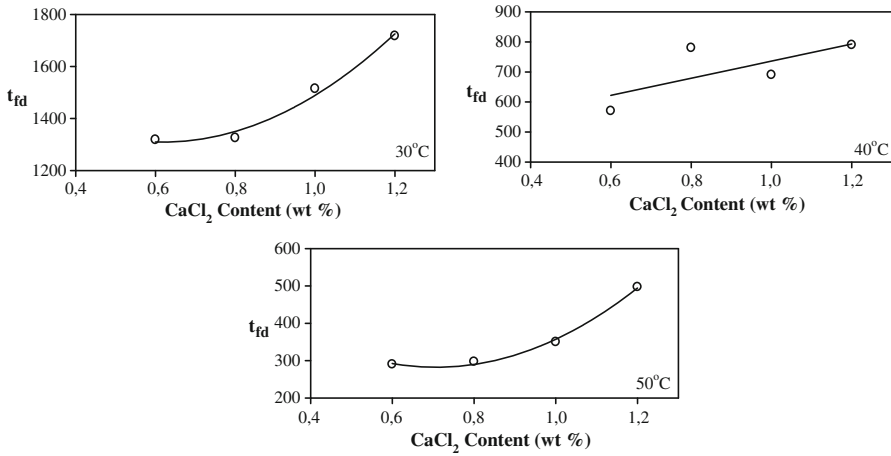 1800
1600
t_fd
1400
1200
30°C
0,4 0,6 0,8 1,0 1,2
CaCl₂ Content (wt %)
900
800
700
t_fd
600
500
400
40°C
0,4 0,6 0,8 1,0 1,2
CaCl₂ Content (wt %)
600
500
t_fd
400
300
200
50°C
0,4 0,6 0,8 1,0 1,2
CaCl₂ Content (wt %)